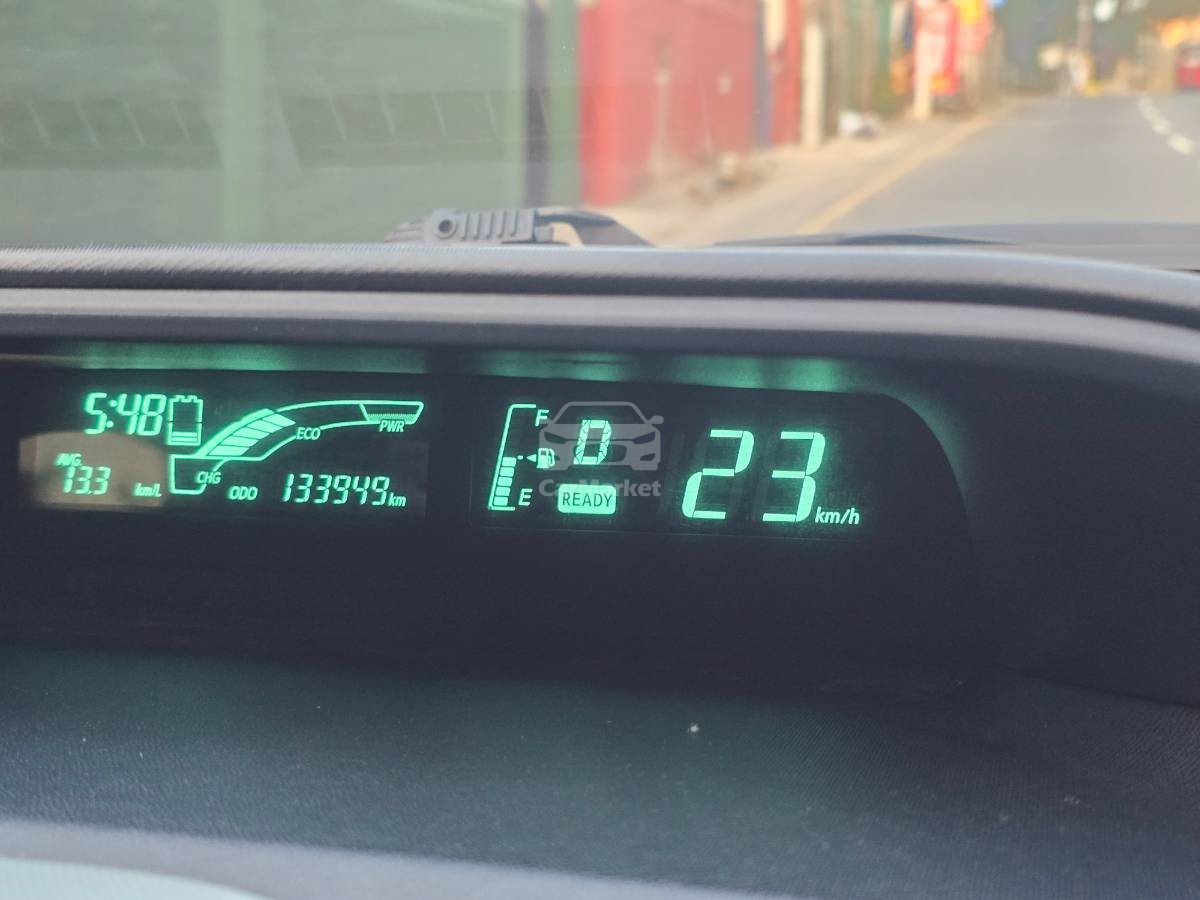 5:48
ECO
PWR
AVG.
13.3 km/L
CHG
ODO 133949 km
F
D
E
READY
23 km/h
CarMarket